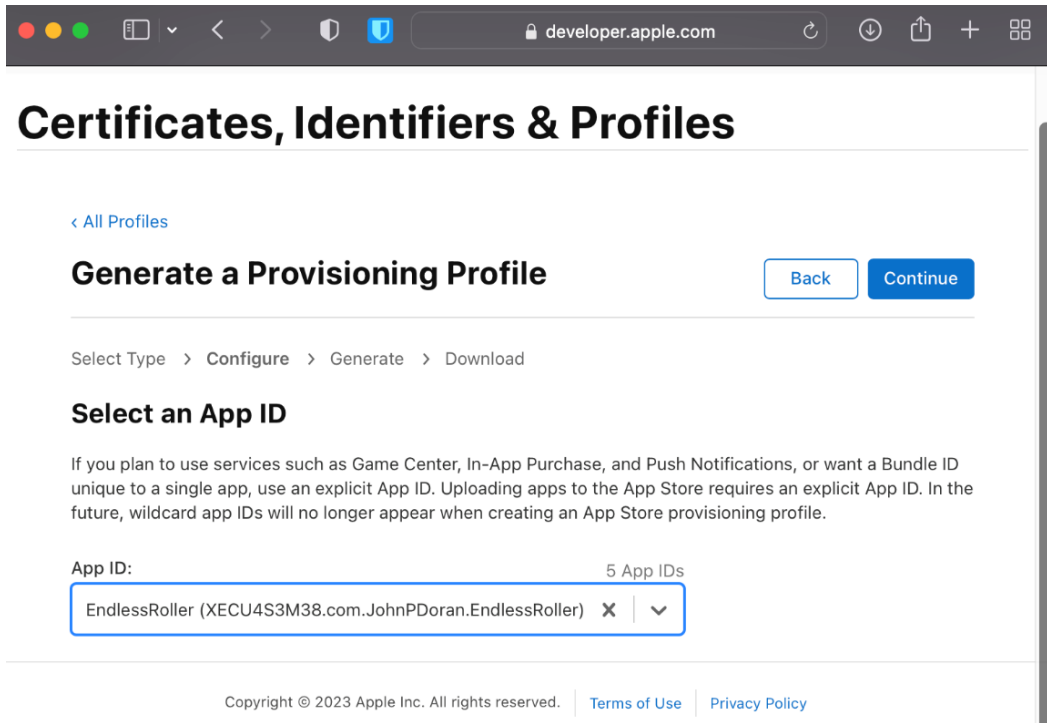 developer.apple.com
Certificates, Identifiers & Profiles
‹ All Profiles
Generate a Provisioning Profile
Back
Continue
Select Type > Configure > Generate > Download
Select an App ID
If you plan to use services such as Game Center, In-App Purchase, and Push Notifications, or want a Bundle ID
unique to a single app, use an explicit App ID. Uploading apps to the App Store requires an explicit App ID. In the
future, wildcard app IDs will no longer appear when creating an App Store provisioning profile.
App ID:
5 App IDs
EndlessRoller (XECU4S3M38.com.JohnPDoran.EndlessRoller)
Copyright © 2023 Apple Inc. All rights reserved.
Terms of Use
Privacy Policy